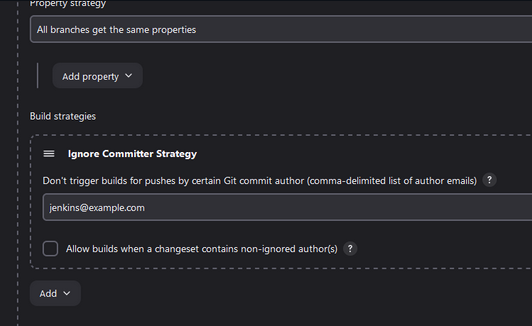 Property strategy
All branches get the same properties
Add property
Build strategies
Ignore Committer Strategy
Don't trigger builds for pushes by certain Git commit author (comma-delimited list of author emails) ?
jenkins@example.com
Allow builds when a changeset contains non-ignored author(s) ?
Add